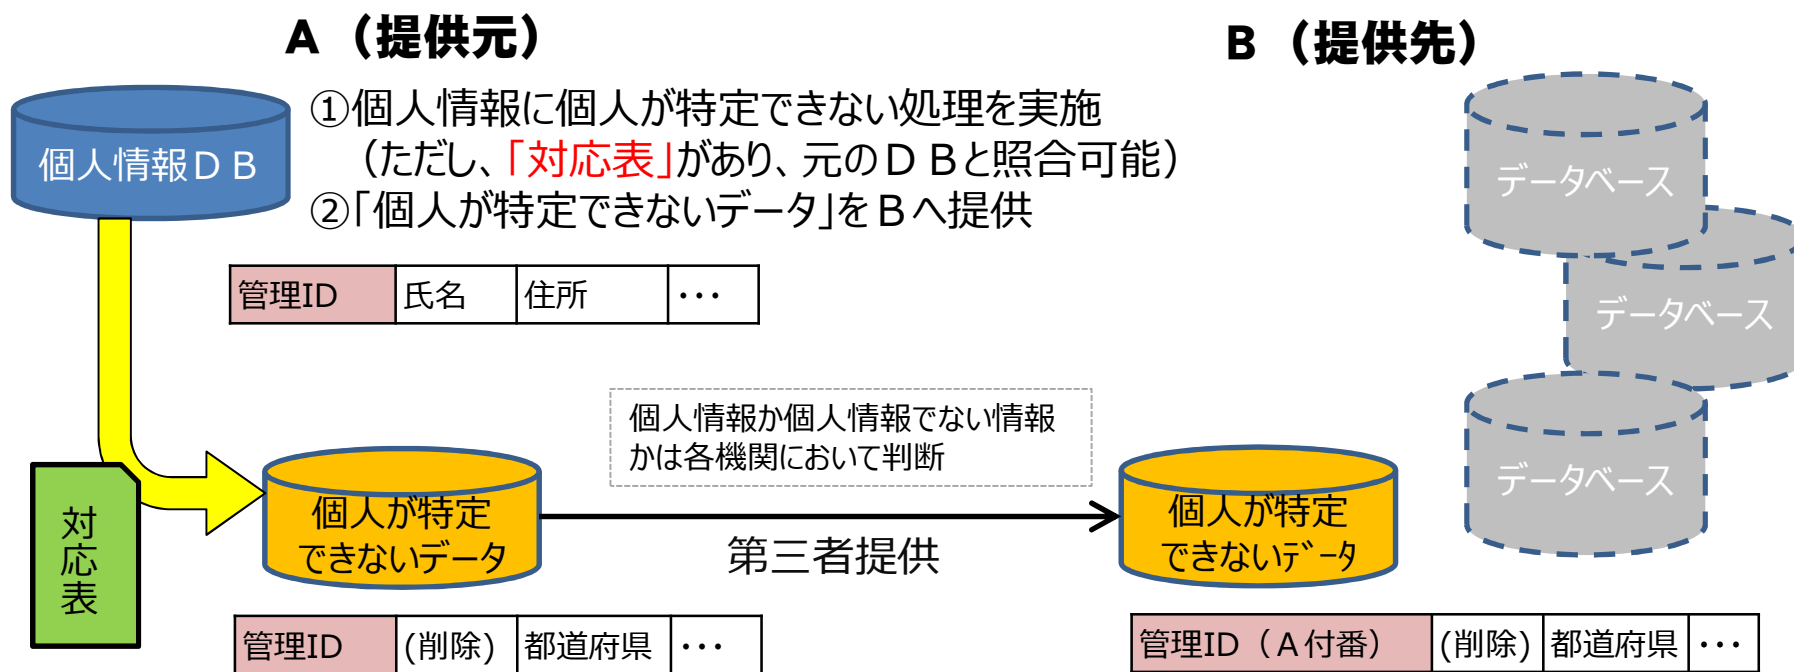 A（提供元）
B（提供先）
①個人情報に個人が特定できない処理を実施
（ただし、「対応表」があり、元のＤＢと照合可能）
②「個人が特定できないデータ」をＢへ提供
個人情報ＤＢ
管理ID 氏名 住所 ・・・
データベース
データベース
データベース
個人情報か個人情報でない情報
かは各機関において判断
対応表
個人が特定
できないデータ
第三者提供
個人が特定
できないﾃﾞｰﾀ
管理ID (削除) 都道府県 ・・・
管理ID（Ａ付番） (削除) 都道府県 ・・・